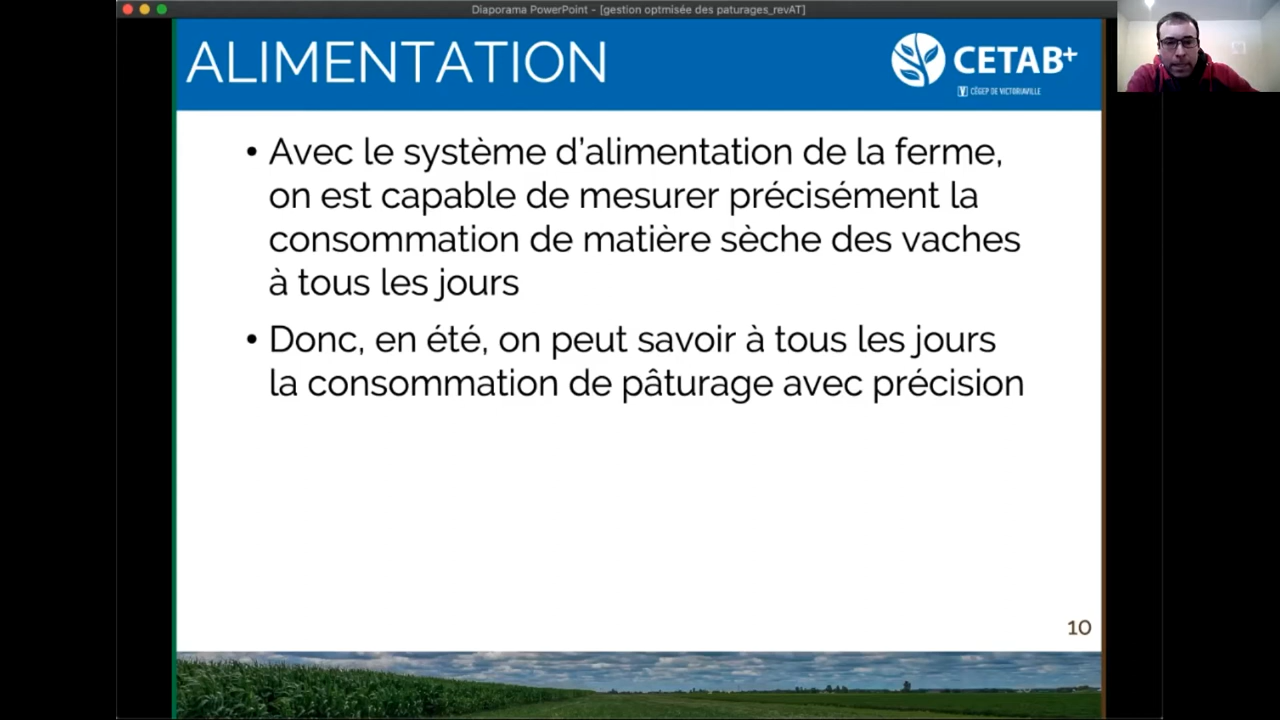 Diaporama PowerPoint - [gestion optmisée des paturages_revAT]
ALIMENTATION
CETAB+
CÉGEP DE VICTORIAVILLE
• Avec le système d'alimentation de la ferme,
on est capable de mesurer précisément la
consommation de matière sèche des vaches
à tous les jours
• Donc, en été, on peut savoir à tous les jours
la consommation de pâturage avec précision
10